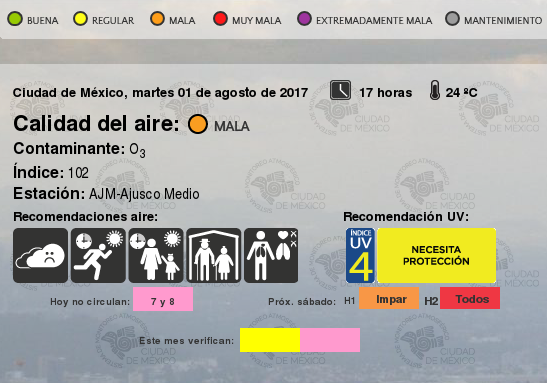 BUENA REGULAR MALA MUY MALA EXTREMADAMENTE MALA MANTENIMIENTO
Ciudad de México, martes 01 de agosto de 2017 17 horas 24 ºC
Calidad del aire: MALA
Contaminante: O3
Índice: 102
Estación: AJM-Ajusco Medio
Recomendaciones aire: Recomendación UV:
ÍNDICE
UV
4
NECESITA
PROTECCIÓN
Hoy no circulan: 7 y 8 Próx. sábado: H1 Impar H2 Todos
Este mes verifican:
CIUDAD
DE MÉXICO